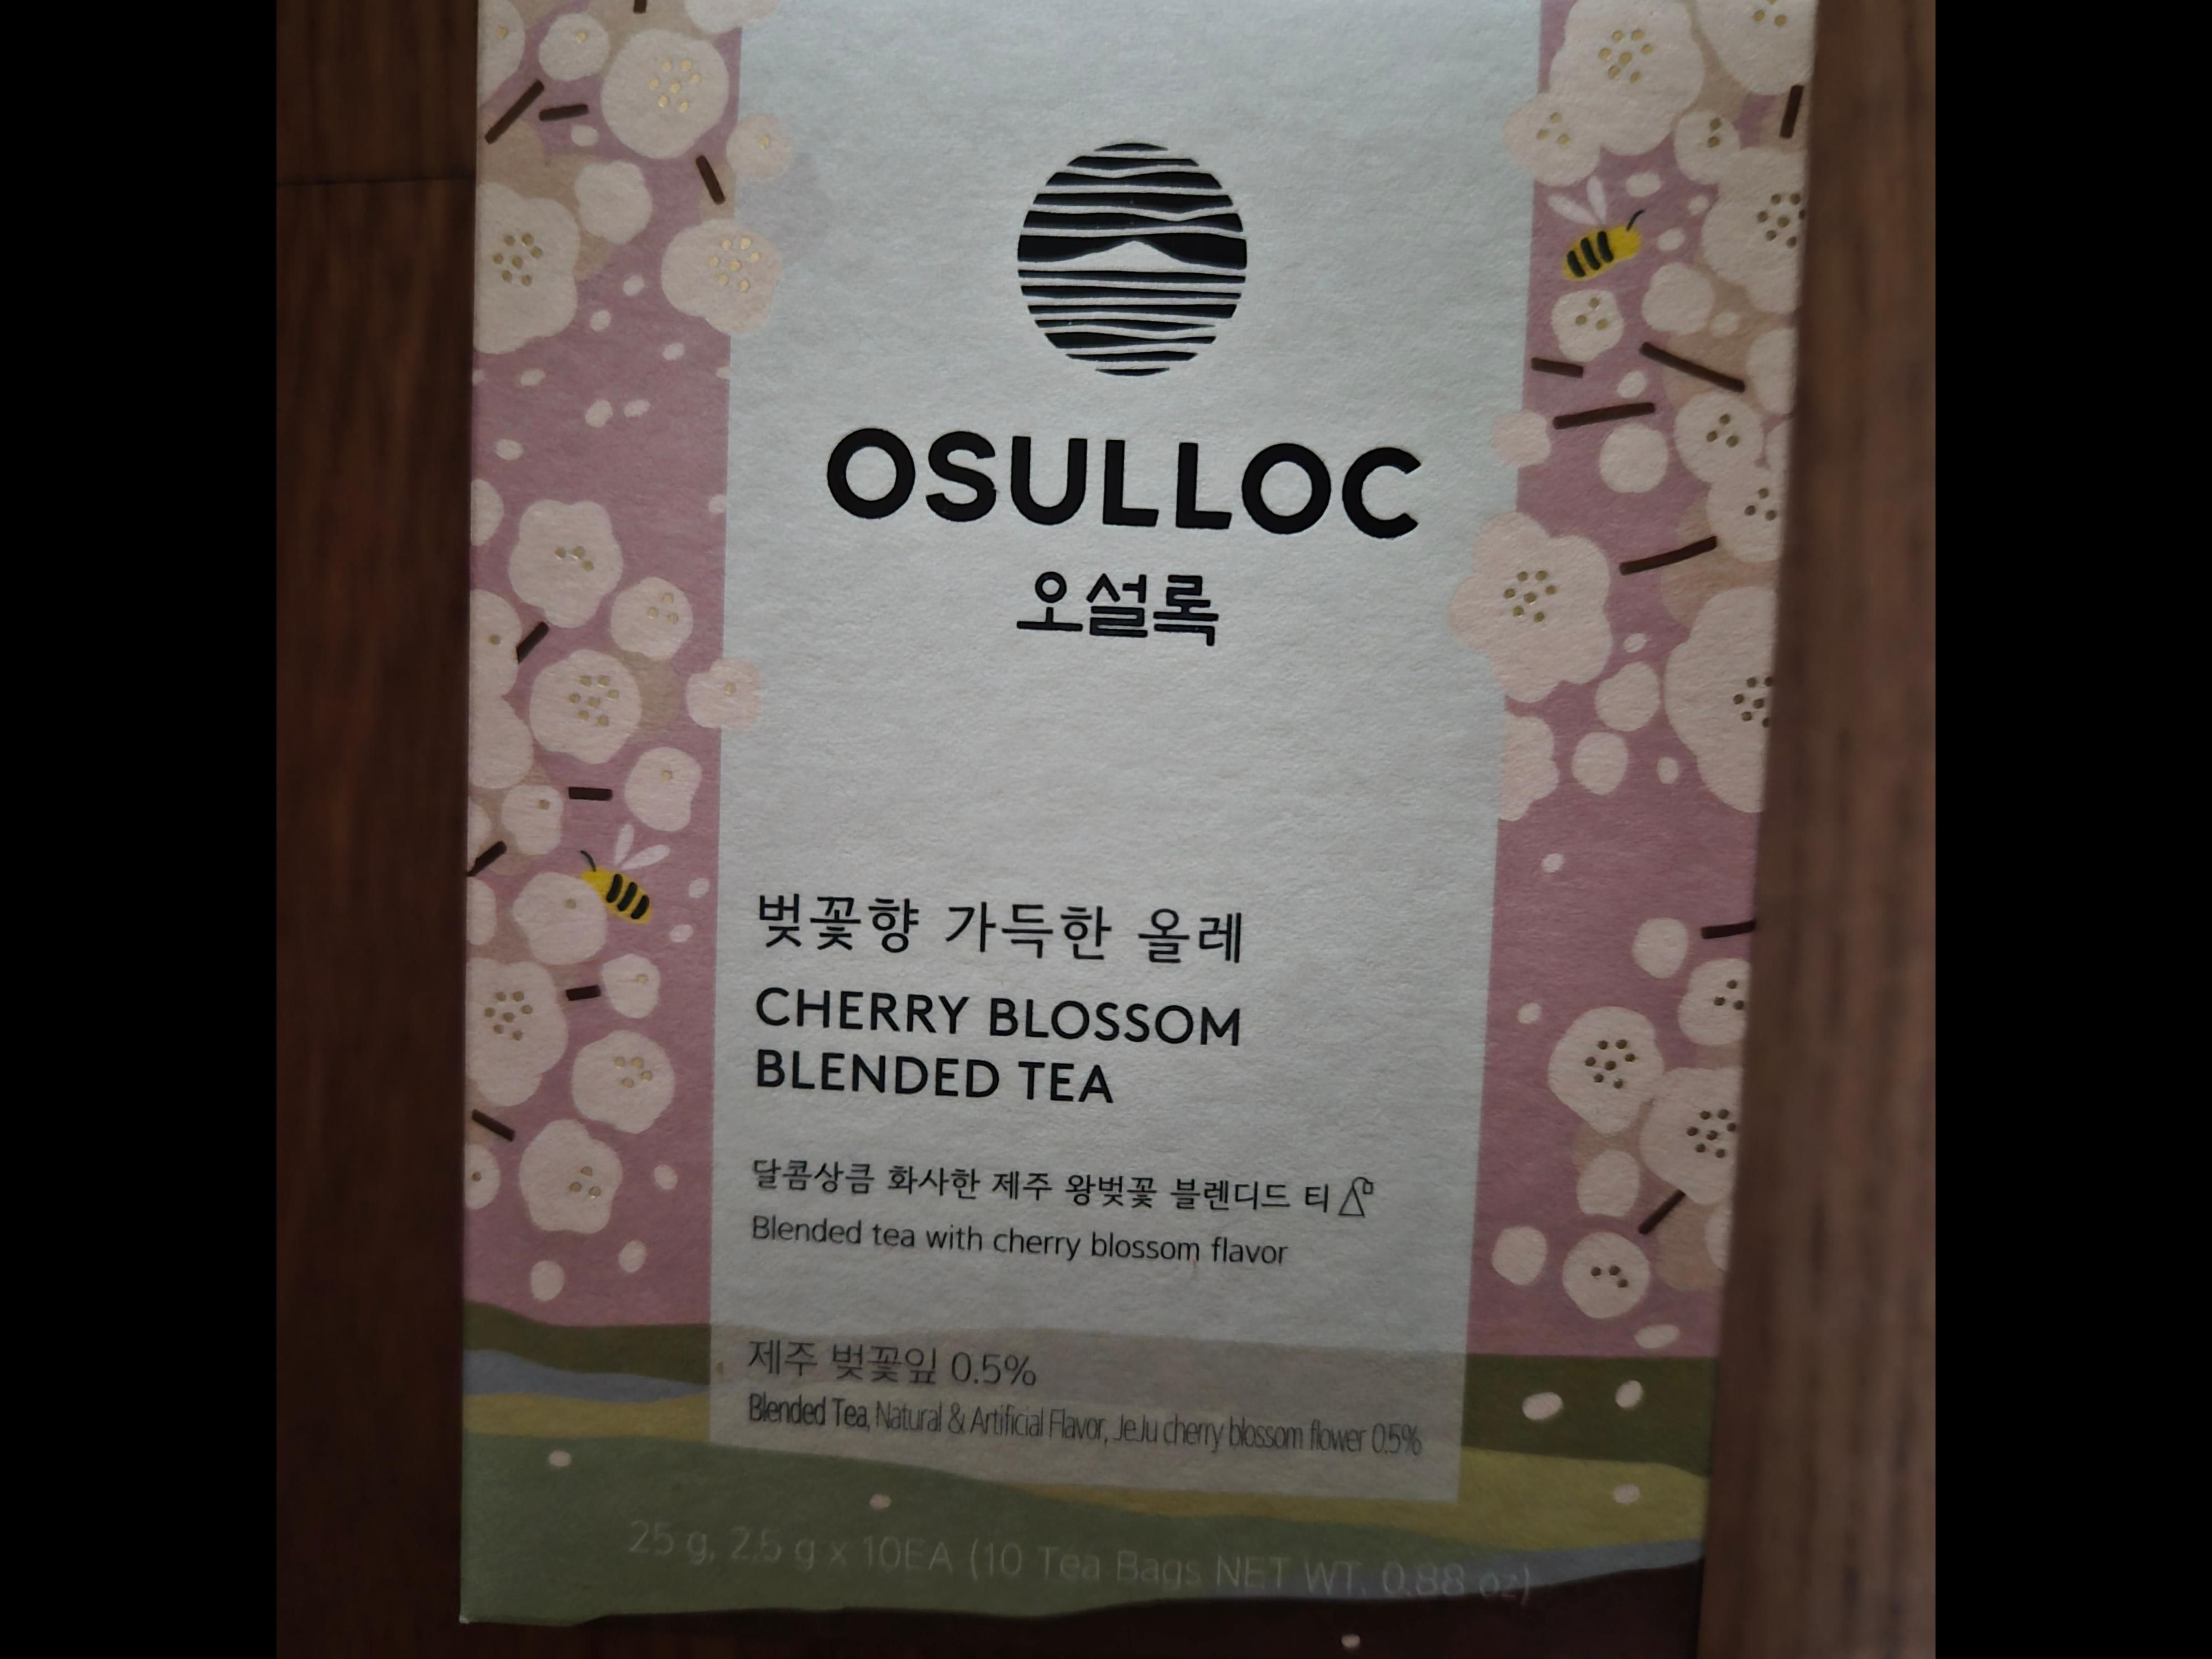 OSULLOC
오설록
벚꽃향 가득한 올레
CHERRY BLOSSOM
BLENDED TEA
달콤상큼 화사한 제주 왕벚꽃 블렌디드 티
Blended tea with cherry blossom flavor
제주 벚꽃잎 0.5%
Blended Tea, Natural & Artificial Flavor, JeJu cherry blossom flower 0.5%
25 g, 2.5 g x 10EA (10 Tea Bags NET WT. 0.88 oz)